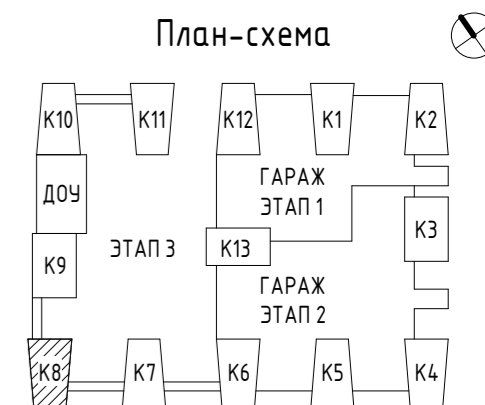 План-схема
К10
К11
К12
К1
К2
ГАРАЖ
ЭТАП 1
ДОУ
К3
ЭТАП 3
К13
К9
ГАРАЖ
ЭТАП 2
К8
К7
К6
К5
К4